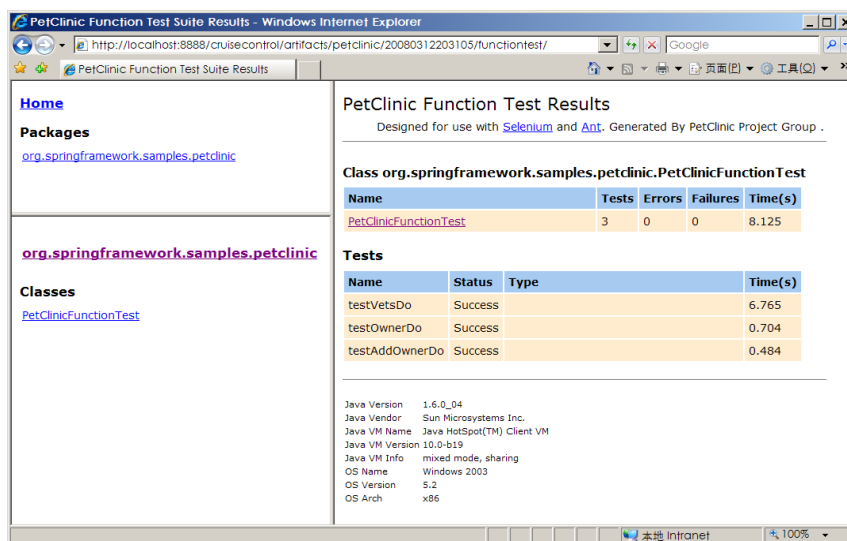 PetClinic Function Test Suite Results - Windows Internet Explorer
http://localhost:8888/cruisecontrol/artifacts/petclinic/20080312203105/functiontest/
Google
PetClinic Function Test Suite Results
页面(P)
工具(O)
Home
Packages
org.springframework.samples.petclinic
org.springframework.samples.petclinic
Classes
PetClinicFunctionTest
PetClinic Function Test Results
Designed for use with Selenium and Ant. Generated By PetClinic Project Group .
Class org.springframework.samples.petclinic.PetClinicFunctionTest
Name Tests Errors Failures Time(s)
PetClinicFunctionTest 3 0 0 8.125
Tests
Name Status Type Time(s)
testVetsDo Success 6.765
testOwnerDo Success 0.704
testAddOwnerDo Success 0.484
Java Version 1.6.0_04
Java Vendor Sun Microsystems Inc.
Java VM Name Java HotSpot(TM) Client VM
Java VM Version 10.0-b19
Java VM Info mixed mode, sharing
OS Name Windows 2003
OS Version 5.2
OS Arch x86
本地 Intranet
100%